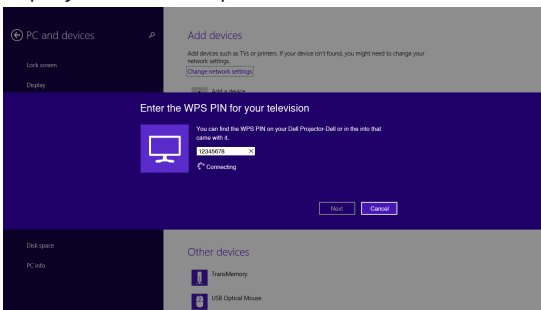 PC and devices
Lock screen
Display
Add devices
Add devices such as TVs or printers. If your device isn't found, you might need to change your
network settings.
Change network settings
Add a device
Enter the WPS PIN for your television
You can find the WPS PIN on your Dell Projector-Dell or in the into that
came with it.
12345678
Connecting
Next
Cancel
Disk space
PC info
Other devices
TransMemory
USB Optical Mouse